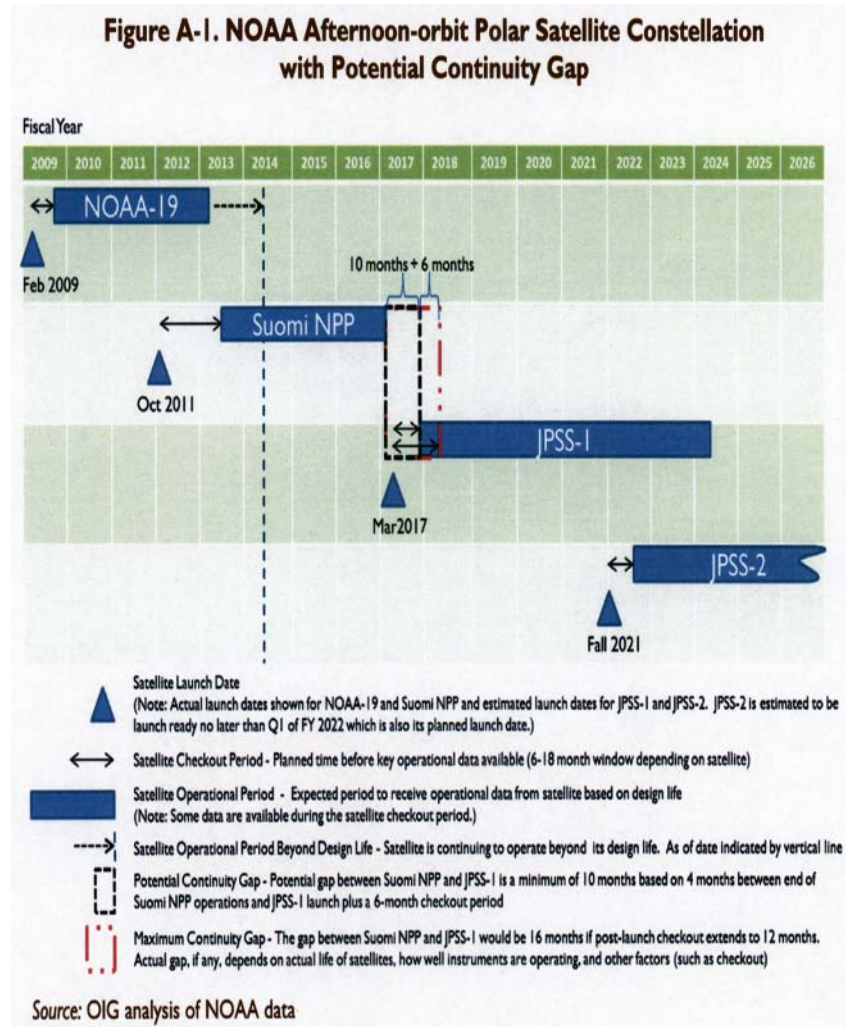 Figure A-1. NOAA Afternoon-orbit Polar Satellite Constellation
with Potential Continuity Gap
Fiscal Year
2009 2010 2011 2012 2013 2014 2015 2016 2017 2018 2019 2020 2021 2022 2023 2024 2025 2026
NOAA-19
Feb 2009
10 months + 6 months
Suomi NPP
Oct 2011
JPSS-1
Mar2017
JPSS-2
Fall 2021
Satellite Launch Date
(Note: Actual launch dates shown for NOAA-19 and Suomi NPP and estimated launch dates for JPSS-1 and JPSS-2. JPSS-2 is estimated to be
launch ready no later than Q1 of FY 2022 which is also its planned launch date.)
Satellite Checkout Period - Planned time before key operational data available (6-18 month window depending on satellite)
Satellite Operational Period - Expected period to receive operational data from satellite based on design life
(Note: Some data are available during the satellite checkout period.)
Satellite Operational Period Beyond Design Life - Satellite is continuing to operate beyond its design life. As of date indicated by vertical line
Potential Continuity Gap - Potential gap between Suomi NPP and JPSS-1 is a minimum of 10 months based on 4 months between end of
Suomi NPP operations and JPSS-1 launch plus a 6-month checkout period
Maximum Continuity Gap - The gap between Suomi NPP and JPSS-1 would be 16 months if post-launch checkout extends to 12 months.
Actual gap, if any, depends on actual life of satellites, how well instruments are operating, and other factors (such as checkout)
Source: OIG analysis of NOAA data